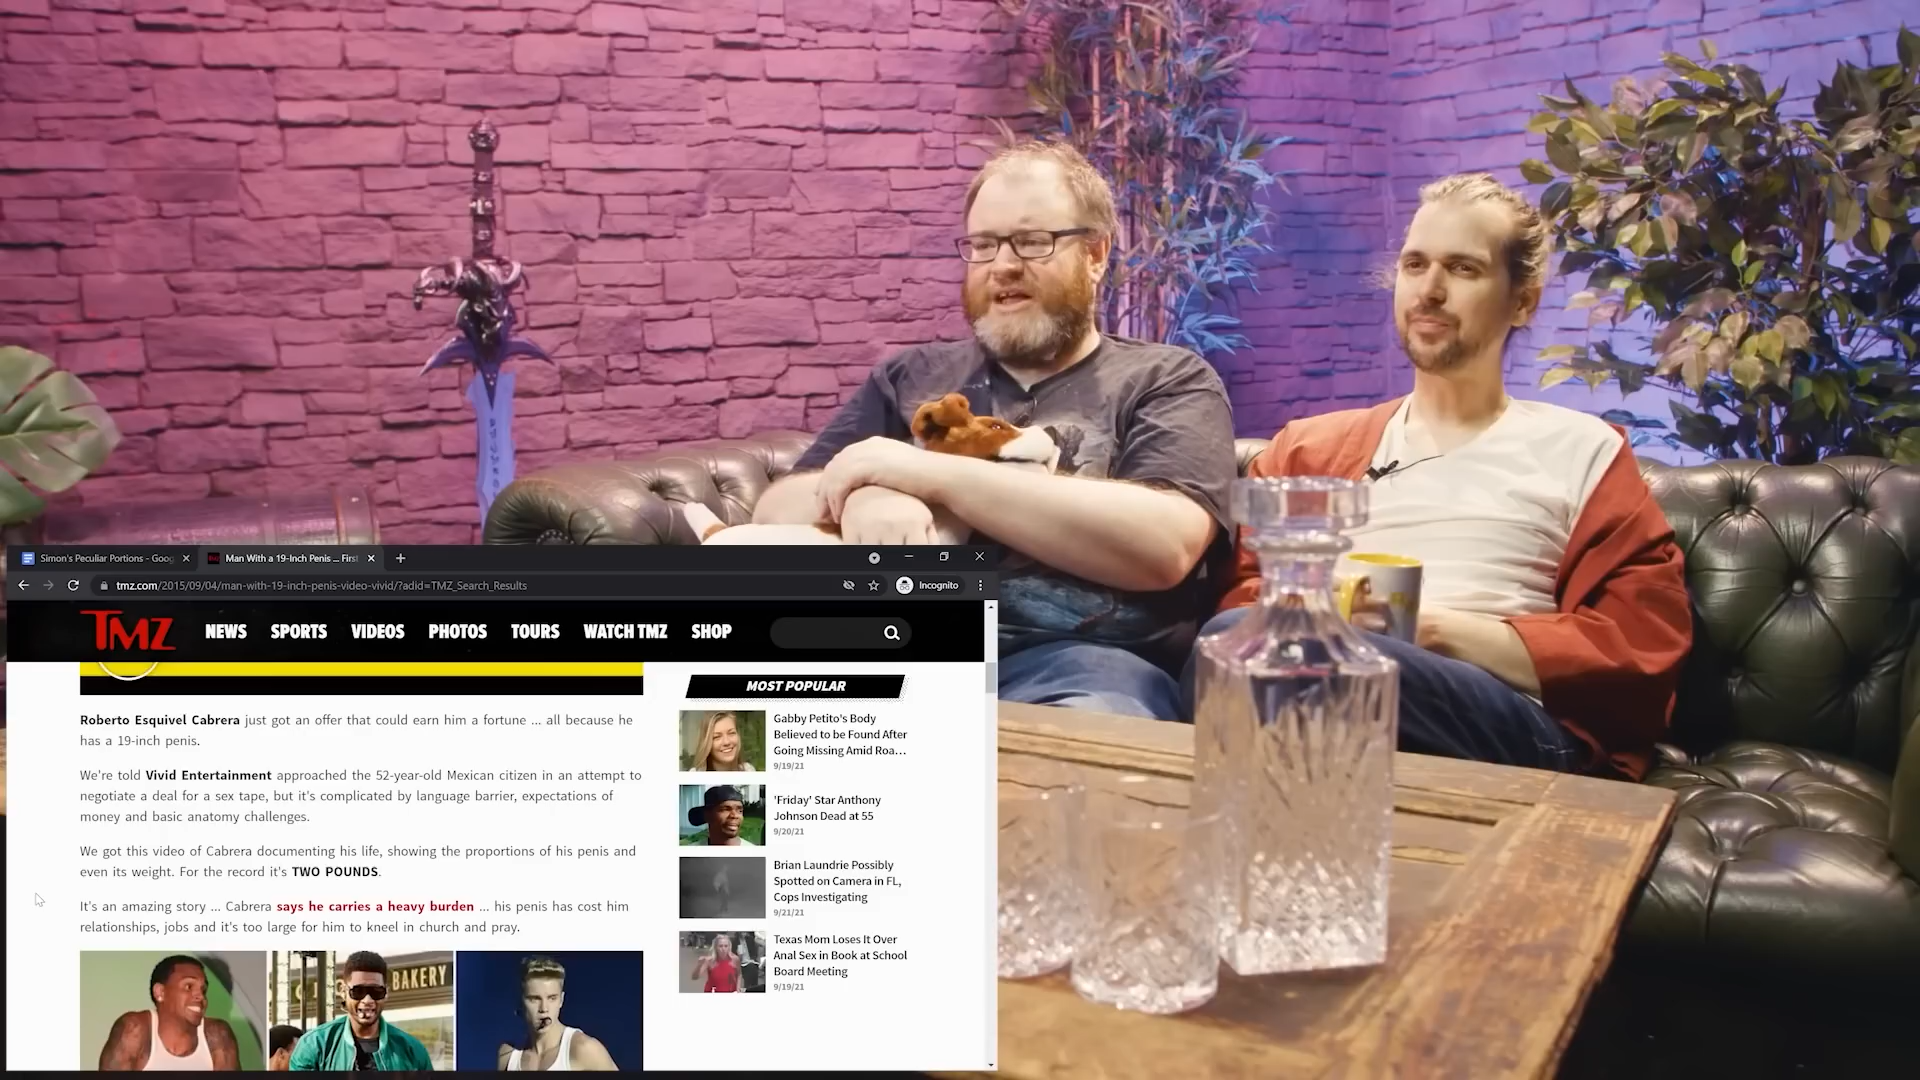 Simon's Peculiar Portions - Goog
Man With a 19-Inch Penis ... First
tmz.com/2015/09/04/man-with-19-inch-penis-video-vivid/?adid=TMZ_Search_Results
Incognito
TMZ
NEWS SPORTS VIDEOS PHOTOS TOURS WATCH TMZ SHOP
Roberto Esquivel Cabrera just got an offer that could earn him a fortune ... all because he
has a 19-inch penis.
We're told Vivid Entertainment approached the 52-year-old Mexican citizen in an attempt to
negotiate a deal for a sex tape, but it's complicated by language barrier, expectations of
money and basic anatomy challenges.
We got this video of Cabrera documenting his life, showing the proportions of his penis and
even its weight. For the record it's TWO POUNDS.
It's an amazing story ... Cabrera says he carries a heavy burden ... his penis has cost him
relationships, jobs and it's too large for him to kneel in church and pray.
BAKERY
MOST POPULAR
Gabby Petito's Body
Believed to be Found After
Going Missing Amid Roa...
9/19/21
'Friday' Star Anthony
Johnson Dead at 55
9/20/21
Brian Laundrie Possibly
Spotted on Camera in FL,
Cops Investigating
9/21/21
Texas Mom Loses It Over
Anal Sex in Book at School
Board Meeting
9/19/21